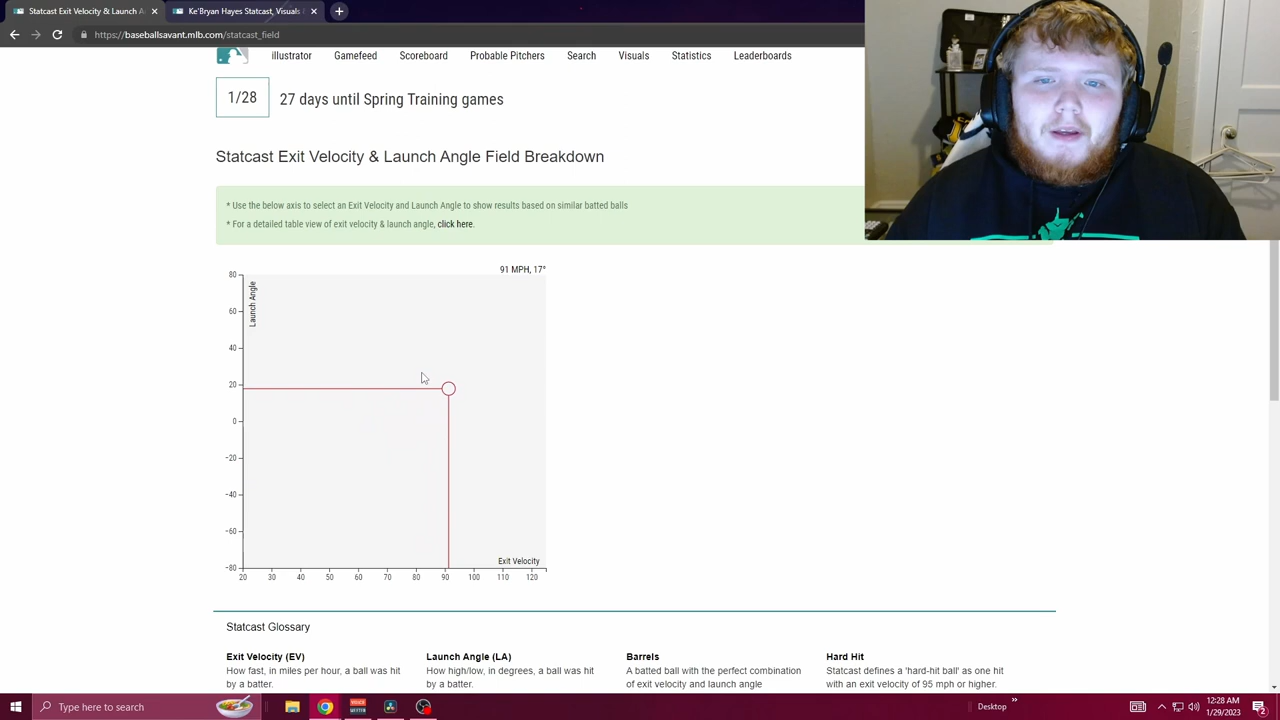 Statcast Exit Velocity & Launch A
Ke'Bryan Hayes Statcast, Visuals &
https://baseballsavant.mlb.com/statcast_field
illustrator Gamefeed Scoreboard Probable Pitchers Search Visuals Statistics Leaderboards
1/28 27 days until Spring Training games
Statcast Exit Velocity & Launch Angle Field Breakdown
* Use the below axis to select an Exit Velocity and Launch Angle to show results based on similar batted balls
* For a detailed table view of exit velocity & launch angle, click here.
91 MPH, 17°
Launch Angle
80
60
40
20
0
-20
-40
-60
-80
Exit Velocity
20 30 40 50 60 70 80 90 100 110 120
Statcast Glossary
Exit Velocity (EV)
How fast, in miles per hour, a ball was hit
by a batter.
Launch Angle (LA)
How high/low, in degrees, a ball was hit
by a batter.
Barrels
A batted ball with the perfect combination
of exit velocity and launch angle
Hard Hit
Statcast defines a 'hard-hit ball' as one hit
with an exit velocity of 95 mph or higher.
Type here to search
VOICE
Desktop
12:28 AM
1/29/2023
2